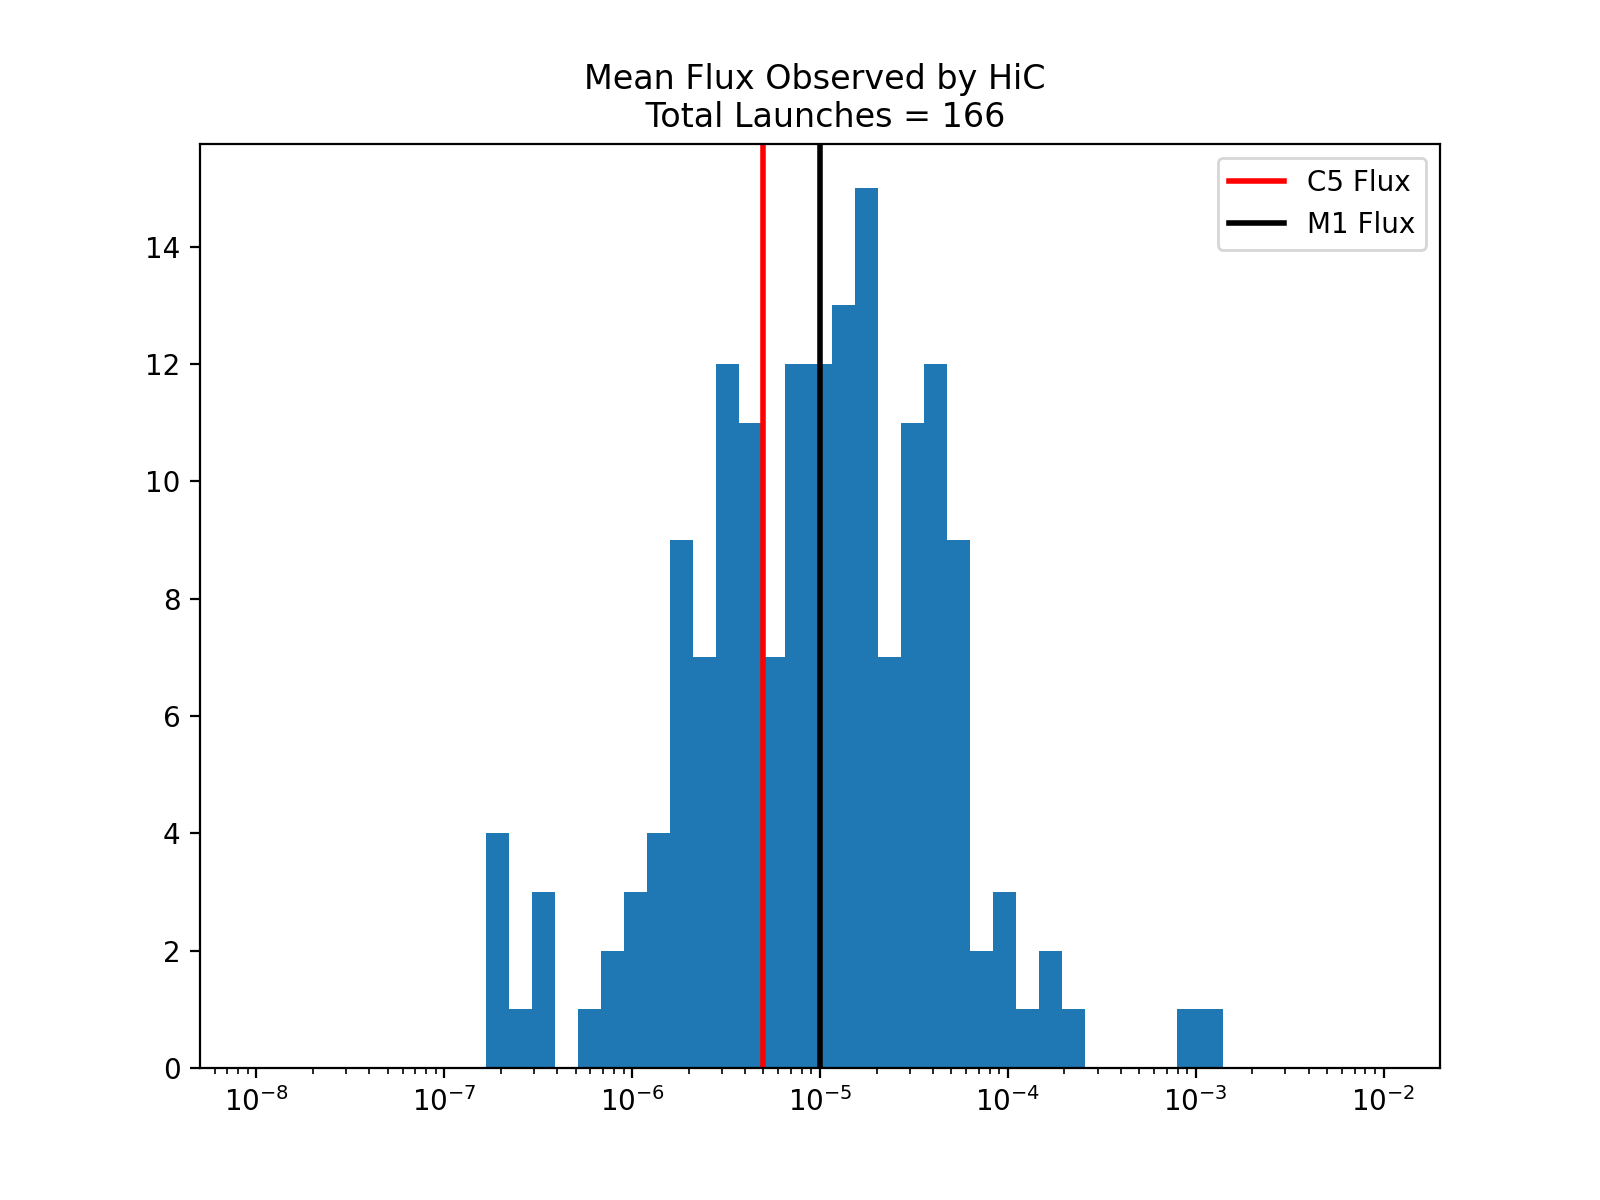 Mean Flux Observed by HiC
Total Launches = 166
C5 Flux
M1 Flux
14
12
10
8
6
4
2
0
10⁻⁸ 10⁻⁷ 10⁻⁶ 10⁻⁵ 10⁻⁴ 10⁻³ 10⁻²